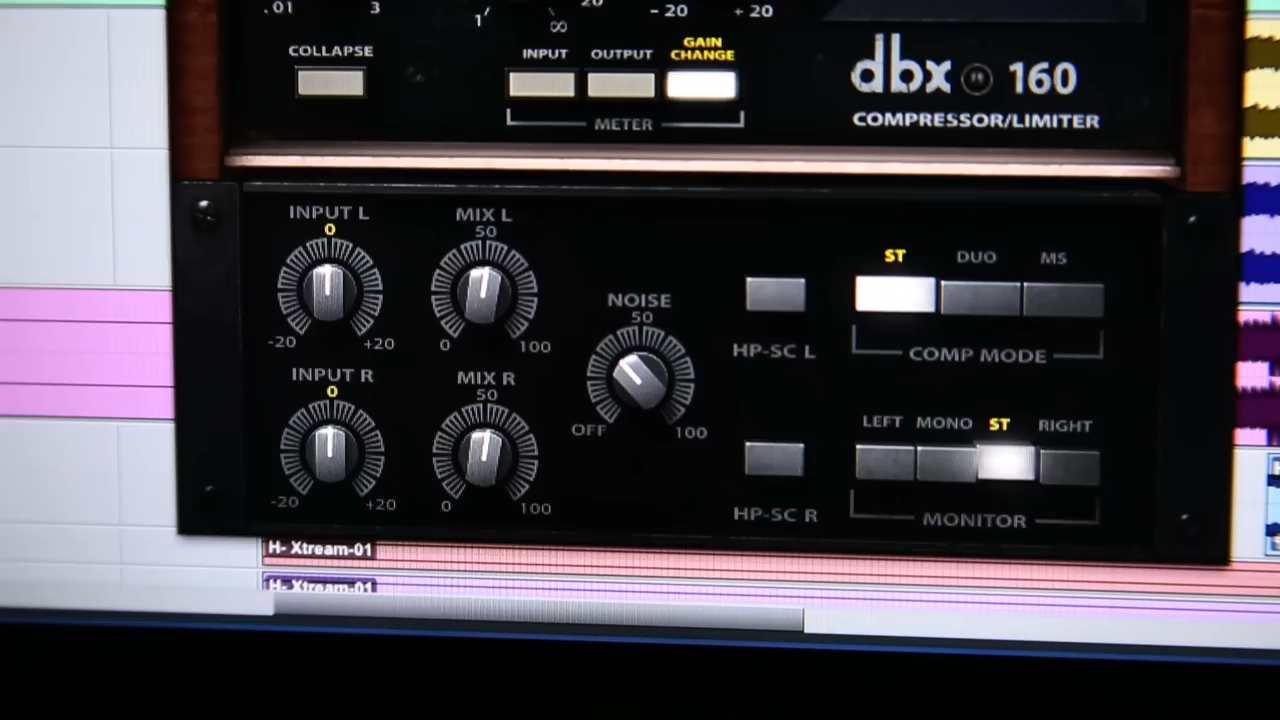 .01 3 1 ∞ 20 -20 +20
COLLAPSE
INPUT OUTPUT GAIN CHANGE
METER
dbx 160
COMPRESSOR/LIMITER
INPUT L
0
-20 +20
MIX L
50
0 100
INPUT R
0
-20 +20
MIX R
50
0 100
NOISE
50
OFF 100
HP-SC L
HP-SC R
ST DUO MS
COMP MODE
LEFT MONO ST RIGHT
MONITOR
H- Xtream-01
H- Xtream-01